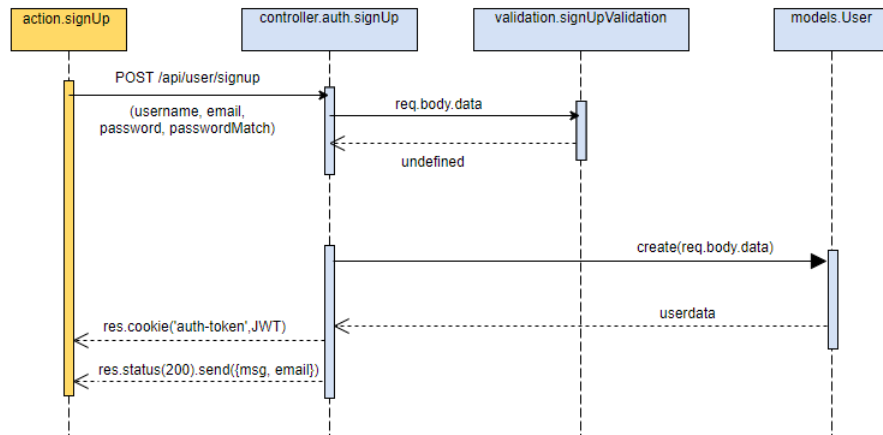 action.signUp
controller.auth.signUp
validation.signUpValidation
models.User
POST /api/user/signup
(username, email,
password, passwordMatch)
req.body.data
undefined
create(req.body.data)
userdata
res.cookie('auth-token',JWT)
res.status(200).send({msg, email})